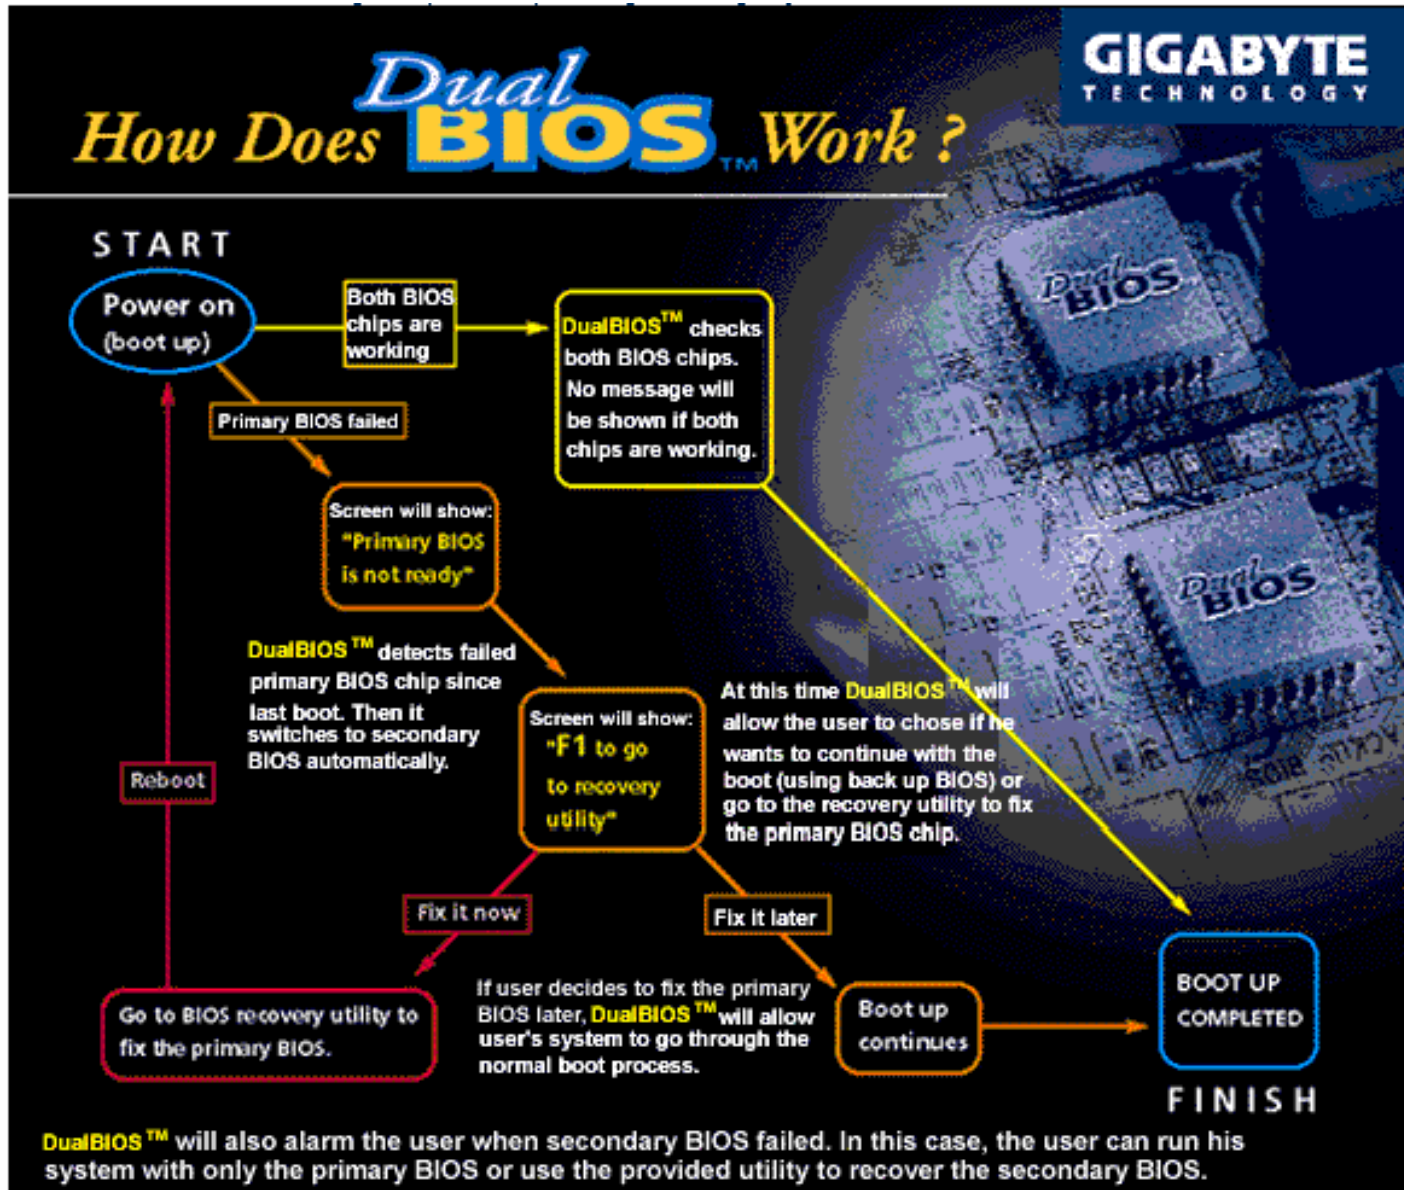 GIGABYTE
TECHNOLOGY
How Does Dual BIOS™ Work ?
START
Power on
(boot up)
Both BIOS
chips are
working
DualBIOS™ checks
both BIOS chips.
No message will
be shown if both
chips are working.
Primary BIOS failed
Screen will show:
"Primary BIOS
is not ready"
DualBIOS™ detects failed
primary BIOS chip since
last boot. Then it
switches to secondary
BIOS automatically.
Screen will show:
"F1 to go
to recovery
utility"
At this time DualBIOS™ will
allow the user to chose if he
wants to continue with the
boot (using back up BIOS) or
go to the recovery utility to fix
the primary BIOS chip.
Reboot
Fix it now
Fix it later
Go to BIOS recovery utility to
fix the primary BIOS.
If user decides to fix the primary
BIOS later, DualBIOS™ will allow
user's system to go through the
normal boot process.
Boot up
continues
BOOT UP
COMPLETED
FINISH
DualBIOS™ will also alarm the user when secondary BIOS failed. In this case, the user can run his
system with only the primary BIOS or use the provided utility to recover the secondary BIOS.
Dual
BIOS
Dual
BIOS